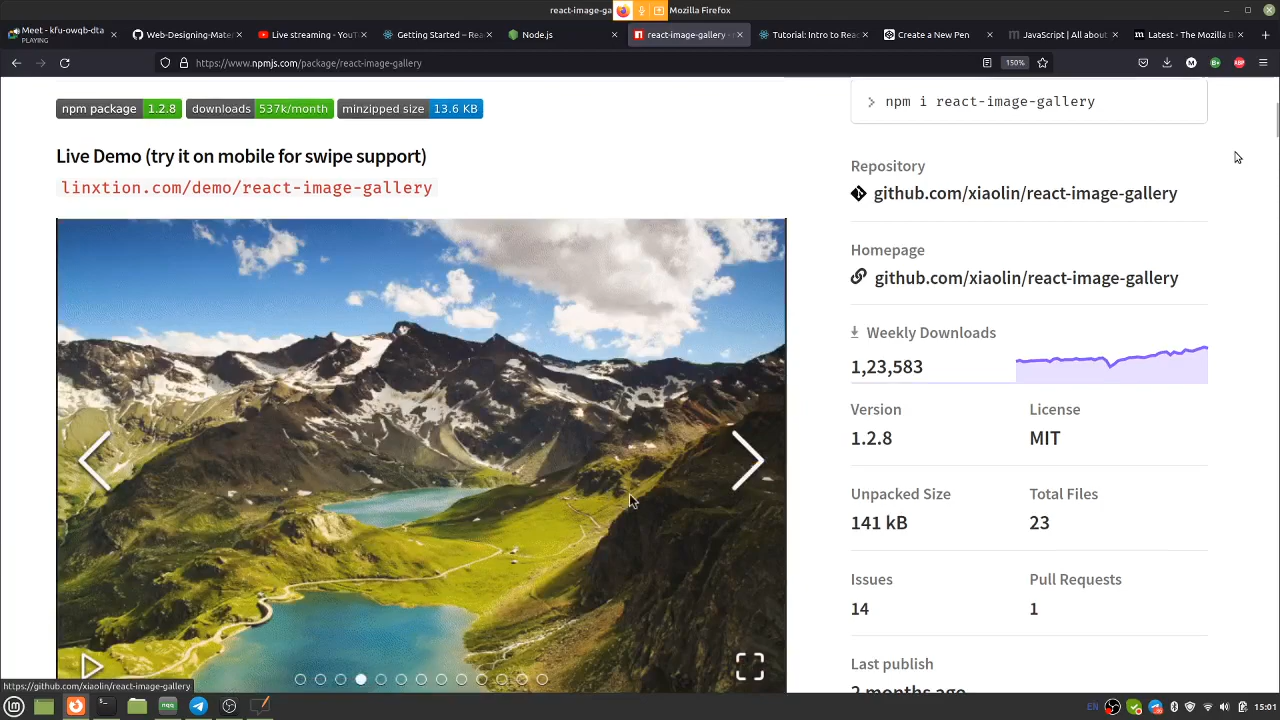 react-image-ga
Mozilla Firefox
Meet - kfu-owqb-dta
PLAYING
Web-Designing-Mate
Live streaming - YouT
Getting Started – Rea
Node.js
react-image-gallery -
Tutorial: Intro to Reac
Create a New Pen
JavaScript | All about
Latest - The Mozilla B
https://www.npmjs.com/package/react-image-gallery
150%
npm package 1.2.8
downloads 537k/month
minzipped size 13.6 KB
npm i react-image-gallery
Live Demo (try it on mobile for swipe support)
linxtion.com/demo/react-image-gallery
Repository
github.com/xiaolin/react-image-gallery
Homepage
github.com/xiaolin/react-image-gallery
Weekly Downloads
1,23,583
Version
License
1.2.8
MIT
Unpacked Size
Total Files
141 kB
23
Issues
Pull Requests
14
1
Last publish
2 months ago
https://github.com/xiaolin/react-image-gallery
EN
15:01